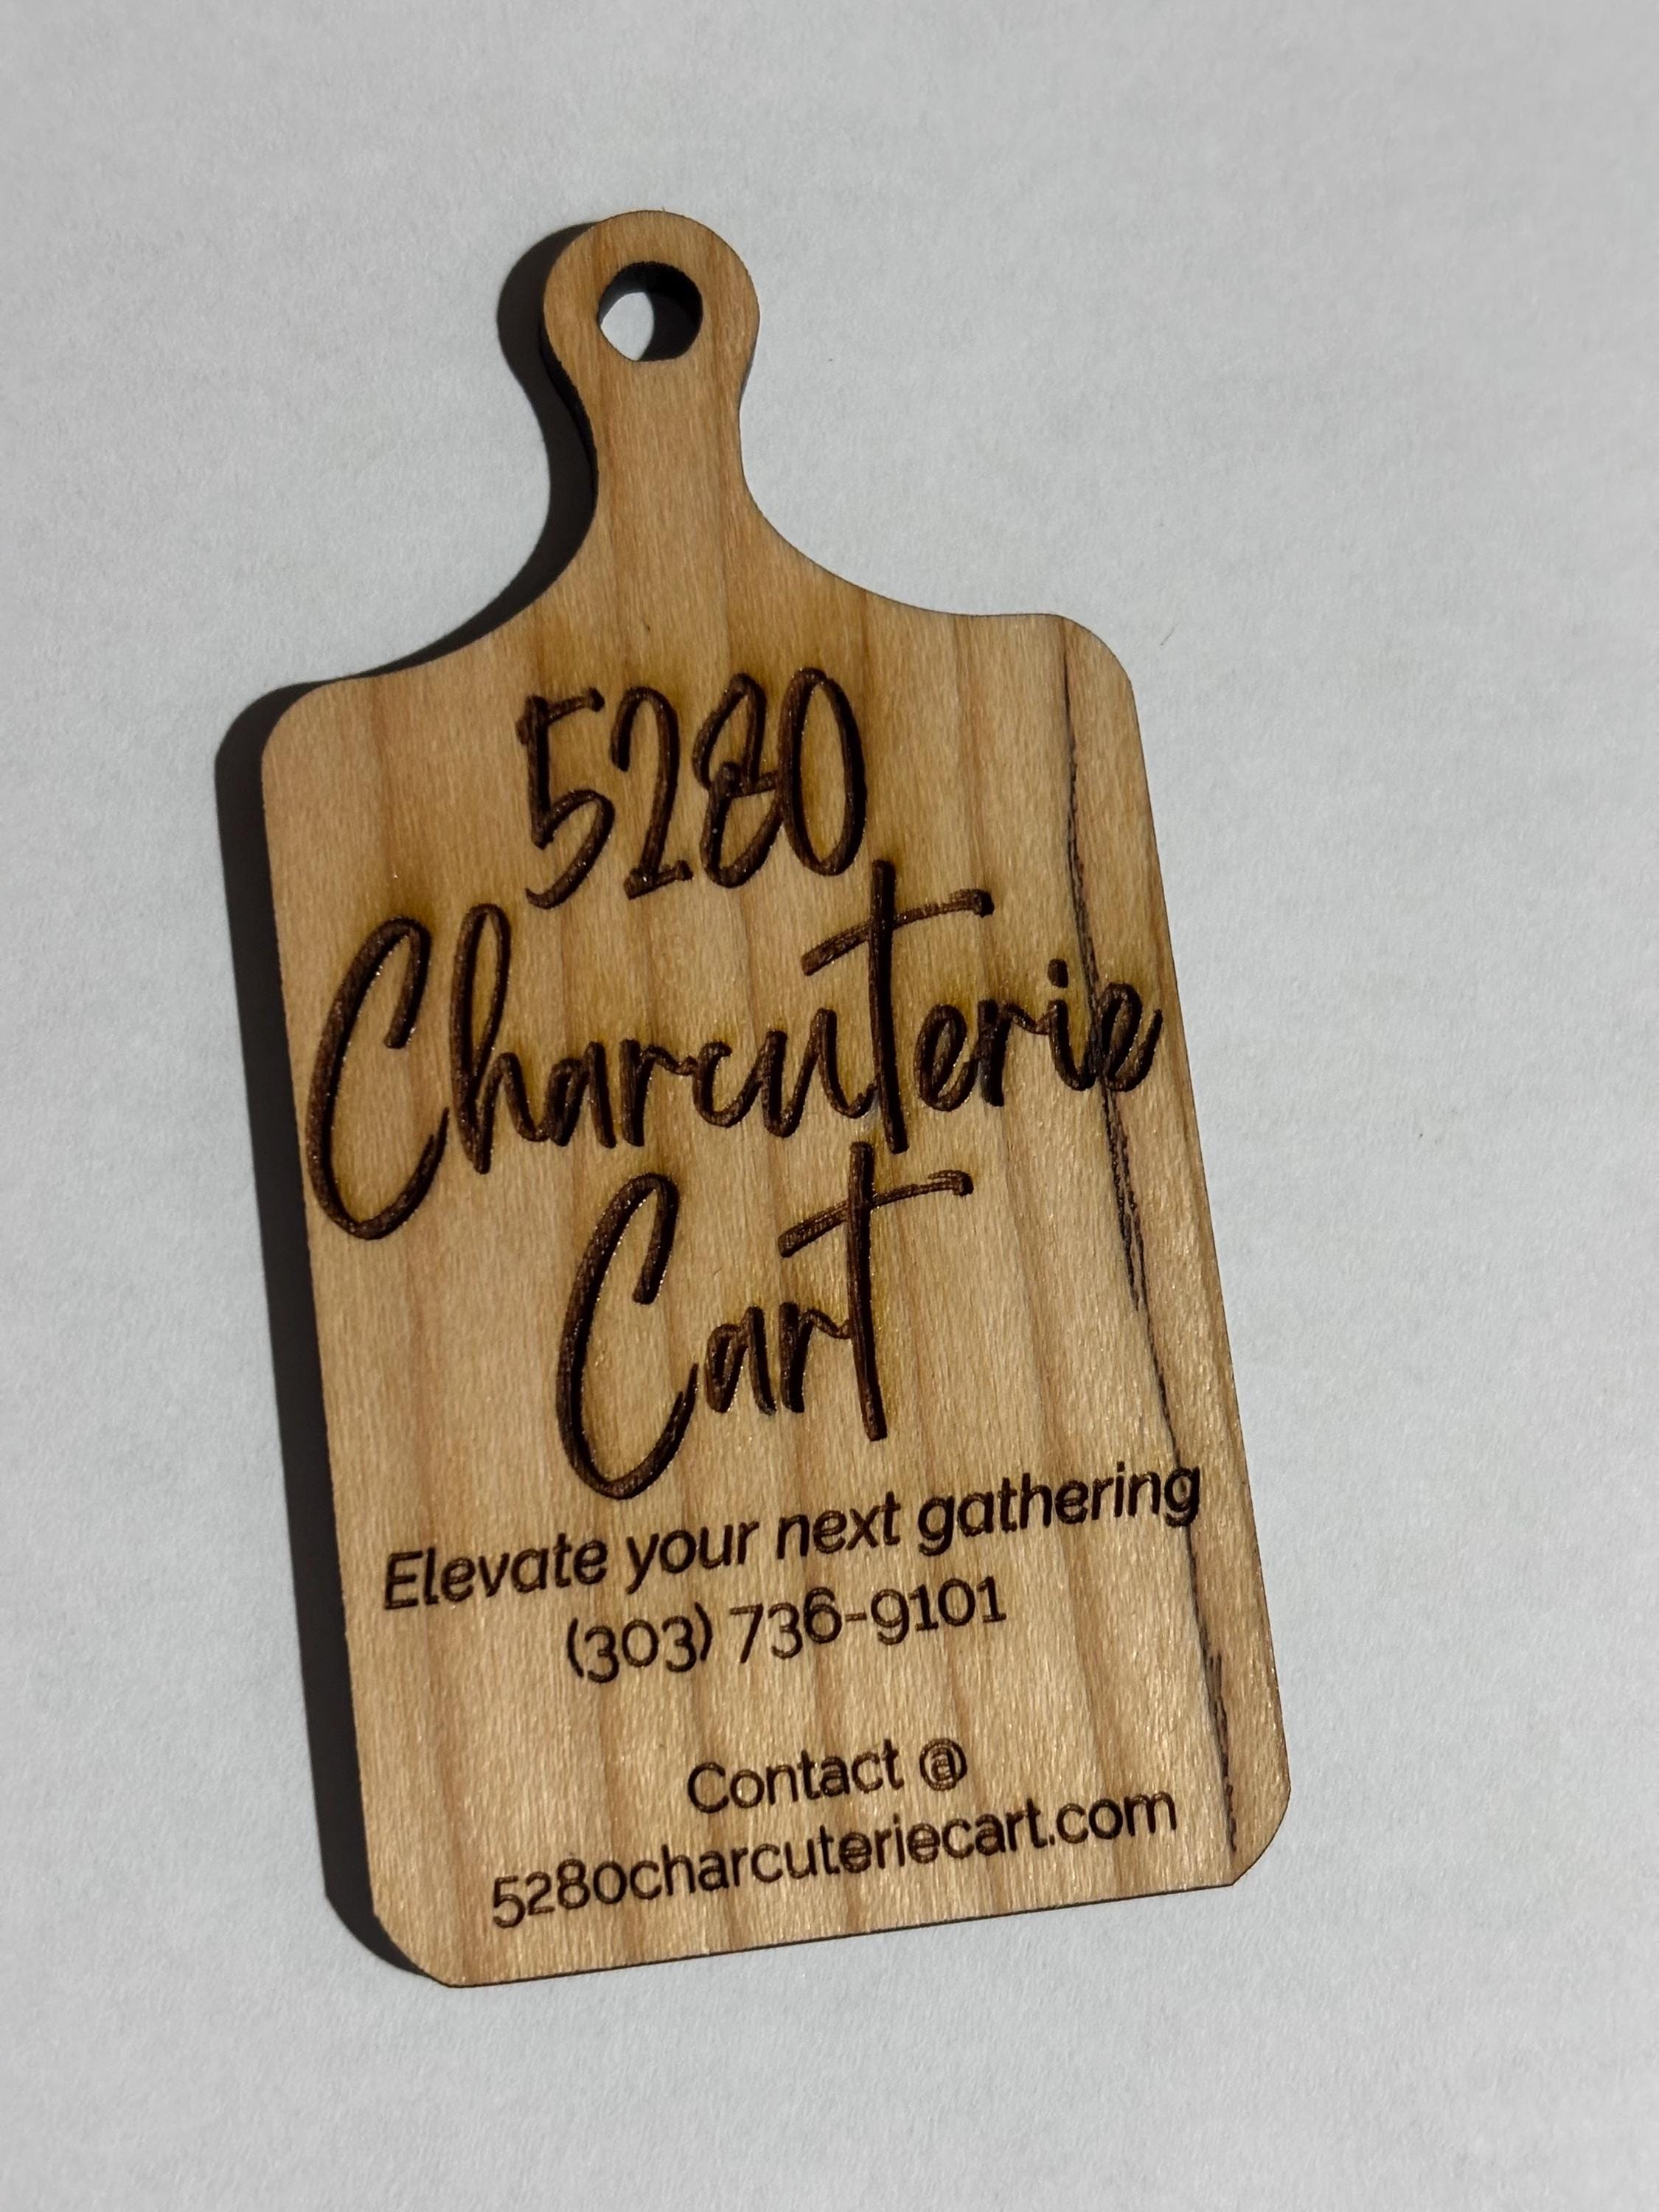 5280
Charcuterie
Cart
Elevate your next gathering
(303) 736-9101
Contact @
5280charcuteriecart.com